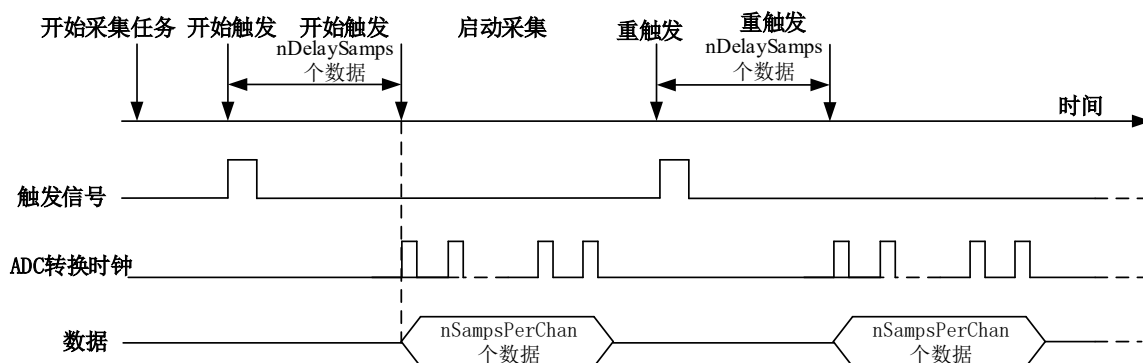 开始采集任务 开始触发 开始触发 启动采集 重触发 重触发
nDelaySamps nDelaySamps
个数据 个数据
时间
触发信号
ADC转换时钟
数据
nSampsPerChan nSampsPerChan
个数据 个数据